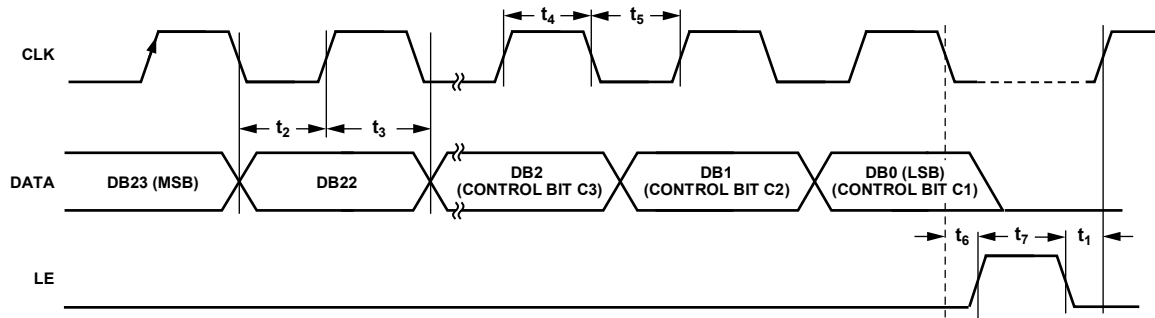 t4
t5
CLK
t2
t3
DATA
DB23 (MSB)
DB22
DB2
(CONTROL BIT C3)
DB1
(CONTROL BIT C2)
DB0 (LSB)
(CONTROL BIT C1)
t6
t7
t1
LE